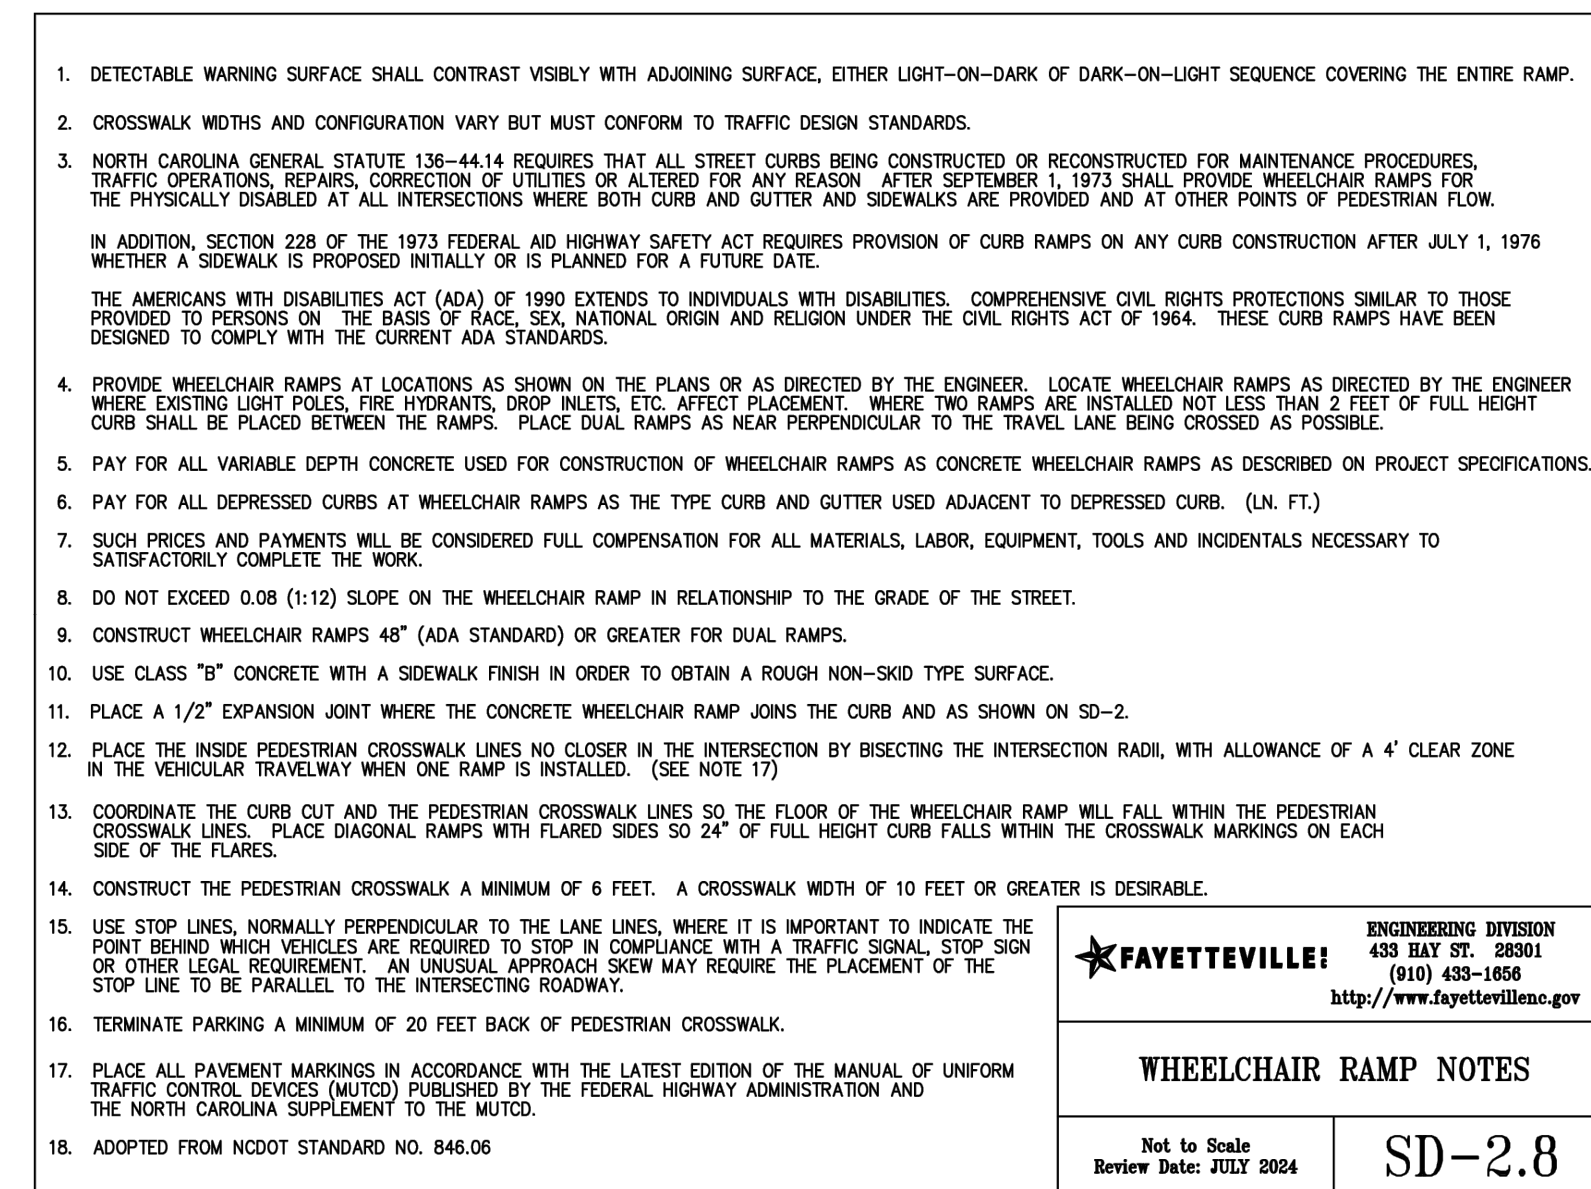 1. DETECTABLE WARNING SURFACE SHALL CONTRAST VISIBLY WITH ADJOINING SURFACE, EITHER LIGHT-ON-DARK OF DARK-ON-LIGHT SEQUENCE COVERING THE ENTIRE RAMP.
2. CROSSWALK WIDTHS AND CONFIGURATION VARY BUT MUST CONFORM TO TRAFFIC DESIGN STANDARDS.
3. NORTH CAROLINA GENERAL STATUTE 136-44.14 REQUIRES THAT ALL STREET CURBS BEING CONSTRUCTED OR RECONSTRUCTED FOR MAINTENANCE PROCEDURES,
TRAFFIC OPERATIONS, REPAIRS, CORRECTION OF UTILITIES OR ALTERED FOR ANY REASON AFTER SEPTEMBER 1, 1973 SHALL PROVIDE WHEELCHAIR RAMPS FOR
THE PHYSICALLY DISABLED AT ALL INTERSECTIONS WHERE BOTH CURB AND GUTTER AND SIDEWALKS ARE PROVIDED AND AT OTHER POINTS OF PEDESTRIAN FLOW.
IN ADDITION, SECTION 228 OF THE 1973 FEDERAL AID HIGHWAY SAFETY ACT REQUIRES PROVISION OF CURB RAMPS ON ANY CURB CONSTRUCTION AFTER JULY 1, 1976
WHETHER A SIDEWALK IS PROPOSED INITIALLY OR IS PLANNED FOR A FUTURE DATE.
THE AMERICANS WITH DISABILITIES ACT (ADA) OF 1990 EXTENDS TO INDIVIDUALS WITH DISABILITIES. COMPREHENSIVE CIVIL RIGHTS PROTECTIONS SIMILAR TO THOSE
PROVIDED TO PERSONS ON THE BASIS OF RACE, SEX, NATIONAL ORIGIN AND RELIGION UNDER THE CIVIL RIGHTS ACT OF 1964. THESE CURB RAMPS HAVE BEEN
DESIGNED TO COMPLY WITH THE CURRENT ADA STANDARDS.
4. PROVIDE WHEELCHAIR RAMPS AT LOCATIONS AS SHOWN ON THE PLANS OR AS DIRECTED BY THE ENGINEER. LOCATE WHEELCHAIR RAMPS AS DIRECTED BY THE ENGINEER
WHERE EXISTING LIGHT POLES, FIRE HYDRANTS, DROP INLETS, ETC. AFFECT PLACEMENT. WHERE TWO RAMPS ARE INSTALLED NOT LESS THAN 2 FEET OF FULL HEIGHT
CURB SHALL BE PLACED BETWEEN THE RAMPS. PLACE DUAL RAMPS AS NEAR PERPENDICULAR TO THE TRAVEL LANE BEING CROSSED AS POSSIBLE.
5. PAY FOR ALL VARIABLE DEPTH CONCRETE USED FOR CONSTRUCTION OF WHEELCHAIR RAMPS AS CONCRETE WHEELCHAIR RAMPS AS DESCRIBED ON PROJECT SPECIFICATIONS.
6. PAY FOR ALL DEPRESSED CURBS AT WHEELCHAIR RAMPS AS THE TYPE CURB AND GUTTER USED ADJACENT TO DEPRESSED CURB. (LN. FT.)
7. SUCH PRICES AND PAYMENTS WILL BE CONSIDERED FULL COMPENSATION FOR ALL MATERIALS, LABOR, EQUIPMENT, TOOLS AND INCIDENTALS NECESSARY TO
SATISFACTORILY COMPLETE THE WORK.
8. DO NOT EXCEED 0.08 (1:12) SLOPE ON THE WHEELCHAIR RAMP IN RELATIONSHIP TO THE GRADE OF THE STREET.
9. CONSTRUCT WHEELCHAIR RAMPS 48" (ADA STANDARD) OR GREATER FOR DUAL RAMPS.
10. USE CLASS "B" CONCRETE WITH A SIDEWALK FINISH IN ORDER TO OBTAIN A ROUGH NON-SKID TYPE SURFACE.
11. PLACE A 1/2" EXPANSION JOINT WHERE THE CONCRETE WHEELCHAIR RAMP JOINS THE CURB AND AS SHOWN ON SD-2.
12. PLACE THE INSIDE PEDESTRIAN CROSSWALK LINES NO CLOSER IN THE INTERSECTION BY BISECTING THE INTERSECTION RADII, WITH ALLOWANCE OF A 4' CLEAR ZONE
IN THE VEHICULAR TRAVELWAY WHEN ONE RAMP IS INSTALLED. (SEE NOTE 17)
13. COORDINATE THE CURB CUT AND THE PEDESTRIAN CROSSWALK LINES SO THE FLOOR OF THE WHEELCHAIR RAMP WILL FALL WITHIN THE PEDESTRIAN
CROSSWALK LINES. PLACE DIAGONAL RAMPS WITH FLARED SIDES SO 24" OF FULL HEIGHT CURB FALLS WITHIN THE CROSSWALK MARKINGS ON EACH
SIDE OF THE FLARES.
14. CONSTRUCT THE PEDESTRIAN CROSSWALK A MINIMUM OF 6 FEET. A CROSSWALK WIDTH OF 10 FEET OR GREATER IS DESIRABLE.
15. USE STOP LINES, NORMALLY PERPENDICULAR TO THE LANE LINES, WHERE IT IS IMPORTANT TO INDICATE THE
POINT BEHIND WHICH VEHICLES ARE REQUIRED TO STOP IN COMPLIANCE WITH A TRAFFIC SIGNAL, STOP SIGN
OR OTHER LEGAL REQUIREMENT. AN UNUSUAL APPROACH SKEW MAY REQUIRE THE PLACEMENT OF THE
STOP LINE TO BE PARALLEL TO THE INTERSECTING ROADWAY.
16. TERMINATE PARKING A MINIMUM OF 20 FEET BACK OF PEDESTRIAN CROSSWALK.
17. PLACE ALL PAVEMENT MARKINGS IN ACCORDANCE WITH THE LATEST EDITION OF THE MANUAL OF UNIFORM
TRAFFIC CONTROL DEVICES (MUTCD) PUBLISHED BY THE FEDERAL HIGHWAY ADMINISTRATION AND
THE NORTH CAROLINA SUPPLEMENT TO THE MUTCD.
18. ADOPTED FROM NCDOT STANDARD NO. 846.06
FAYETTEVILLE
ENGINEERING DIVISION
433 HAY ST. 28301
(910) 433-1656
http://www.fayettevillenc.gov
WHEELCHAIR RAMP NOTES
Not to Scale
Review Date: JULY 2024
SD-2.8